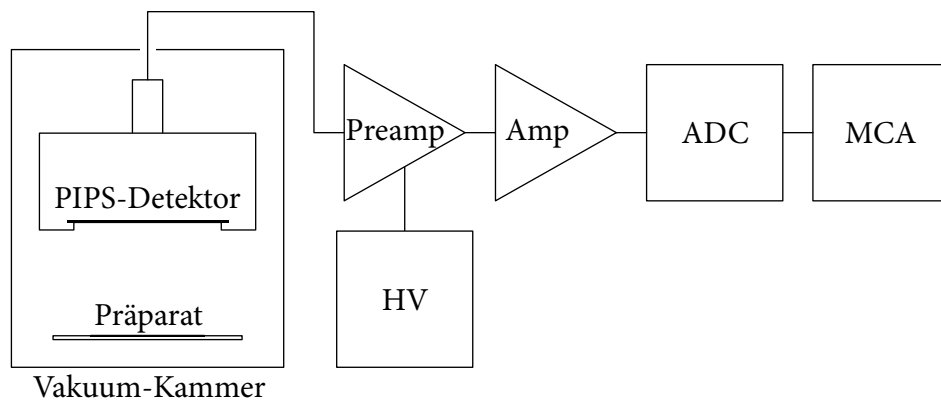 Preamp
Amp
ADC
MCA
PIPS-Detektor
HV
Präparat
Vakuum-Kammer